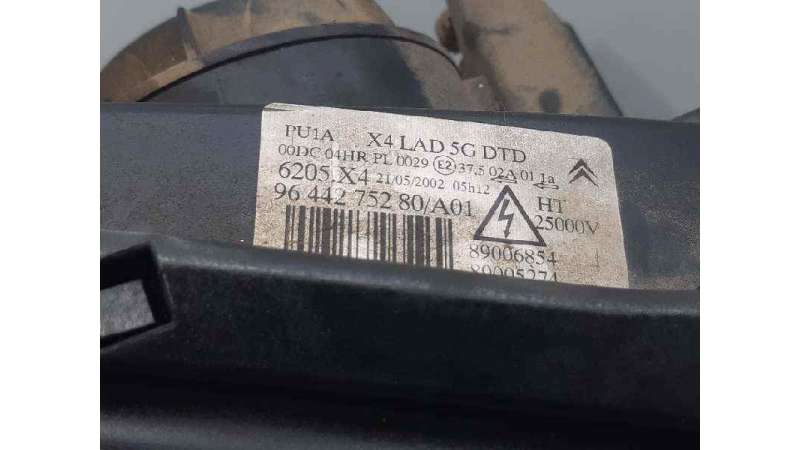 PU1A X4 LAD 5G DTD
00DC 04HR PL 0029 E2 37.5 02A 01 1a
6205.X4 21/05/2002 05h12
96 442 752 80/A01
HT
25000V
89006854
89005274